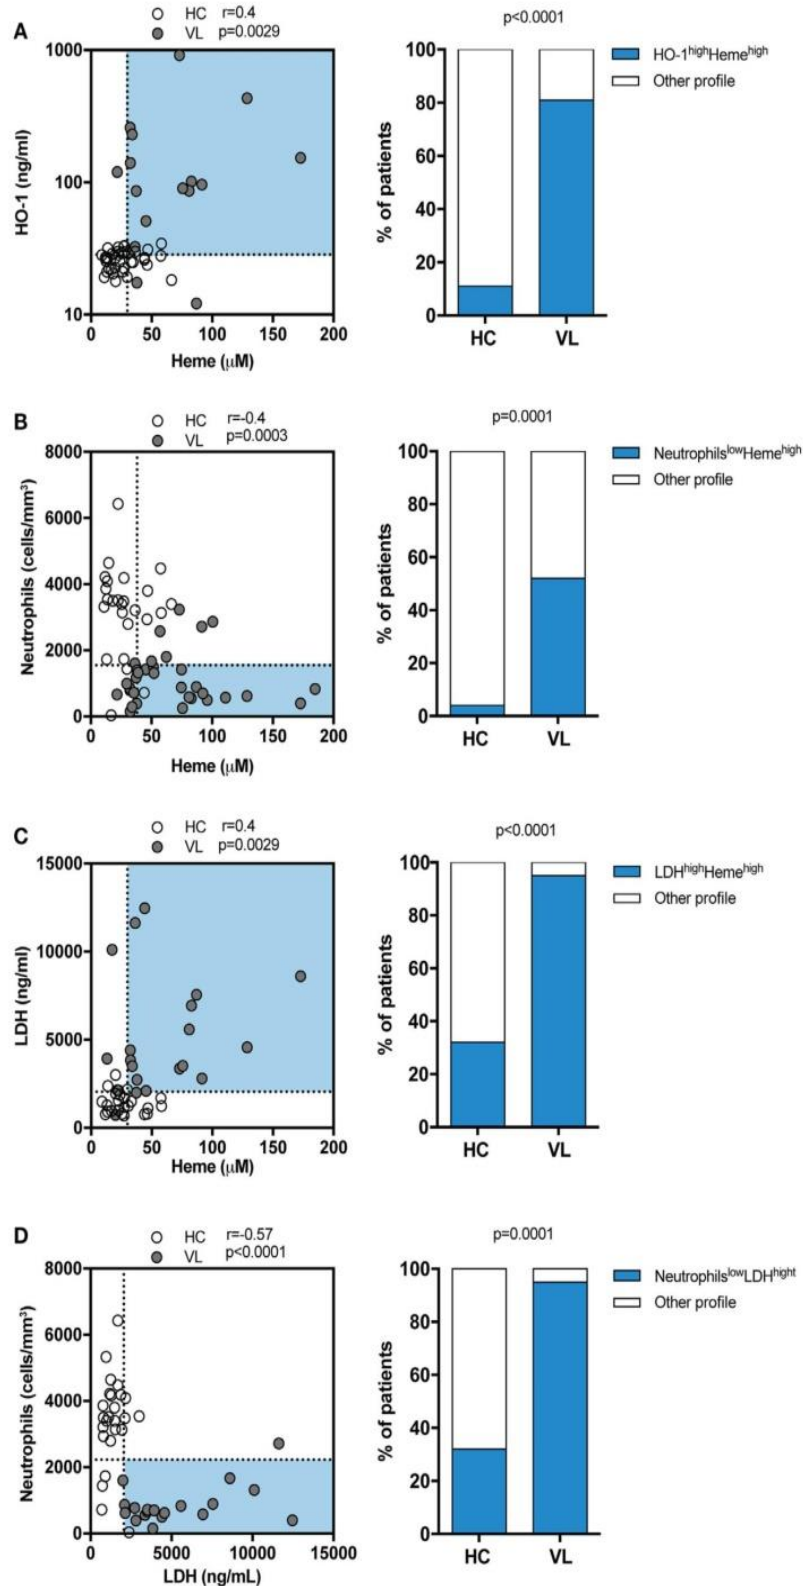 A
HC r=0.4
VL p=0.0029
p<0.0001
HO-1 (ng/ml)
1000
100
10
0 50 100 150 200
Heme (µM)
% of patients
100
80
60
40
20
0
HC VL
HO-1highHemehigh
Other profile
B
HC r=-0.4
VL p=0.0003
p=0.0001
Neutrophils (cells/mm³)
8000
6000
4000
2000
0
0 50 100 150 200
Heme (µM)
% of patients
100
80
60
40
20
0
HC VL
NeutrophilslowHemehigh
Other profile
C
HC r=0.4
VL p=0.0029
p<0.0001
LDH (ng/ml)
15000
10000
5000
0
0 50 100 150 200
Heme (µM)
% of patients
100
80
60
40
20
0
HC VL
LDHhighHemehigh
Other profile
D
HC r=-0.57
VL p<0.0001
p=0.0001
Neutrophils (cells/mm³)
8000
6000
4000
2000
0
0 5000 10000 15000
LDH (ng/mL)
% of patients
100
80
60
40
20
0
HC VL
NeutrophilslowLDHhight
Other profile